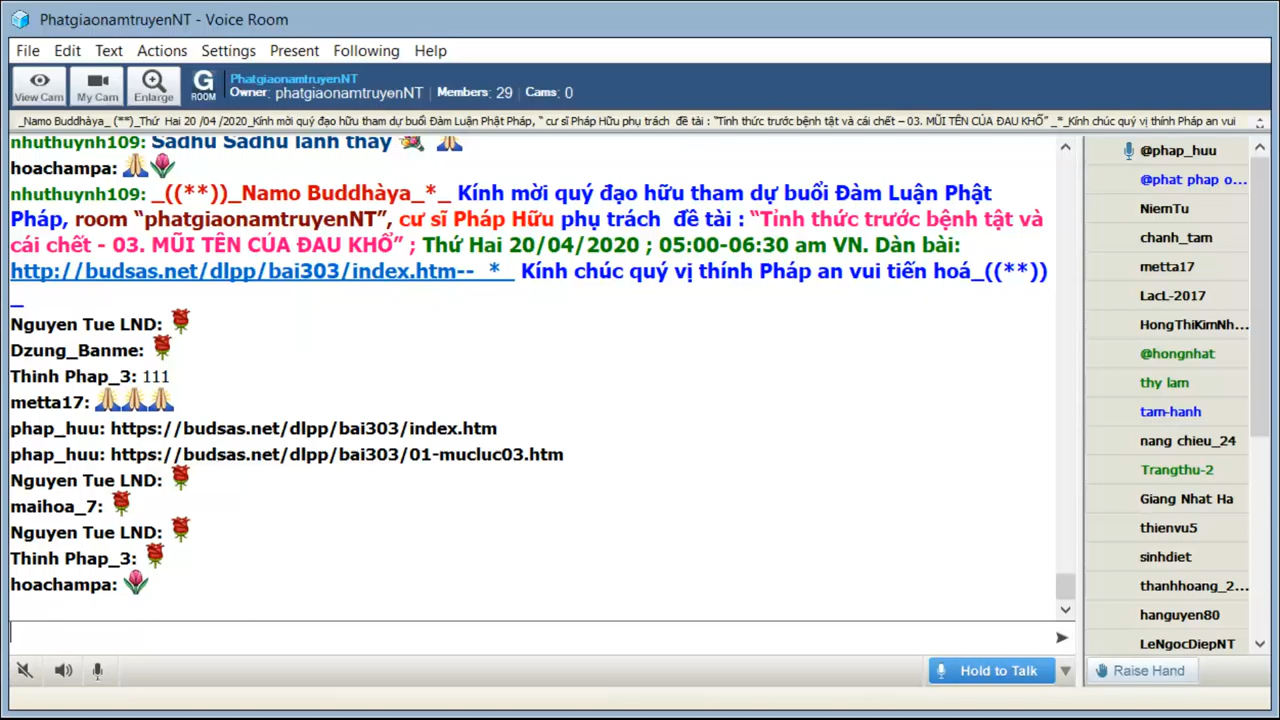 PhatgiaonamtruyenNT - Voice Room
File Edit Text Actions Settings Present Following Help
View Cam My Cam Enlarge G ROOM
PhatgiaonamtruyenNT
Owner: phatgiaonamtruyenNT Members: 29 Cams: 0
_Namo Buddhàya_ (**)_Thứ Hai 20 /04 /2020_Kính mời quý đạo hữu tham dự buổi Đàm Luận Phật Pháp, “ cư sĩ Pháp Hữu phụ trách đề tài : “Tỉnh thức trước bệnh tật và cái chết – 03. MŨI TÊN CỦA ĐAU KHỔ” _*_Kính chúc quý vị thính Pháp an vui
nhuthuynh109: Sadhu Sadhu lành thay
hoachampa:
nhuthuynh109: _((**))_Namo Buddhàya_*_ Kính mời quý đạo hữu tham dự buổi Đàm Luận Phật
Pháp, room “phatgiaonamtruyenNT”, cư sĩ Pháp Hữu phụ trách đề tài : “Tỉnh thức trước bệnh tật và
cái chết - 03. MŨI TÊN CỦA ĐAU KHỔ” ; Thứ Hai 20/04/2020 ; 05:00-06:30 am VN. Dàn bài:
http://budsas.net/dlpp/bai303/index.htm--_*_ Kính chúc quý vị thính Pháp an vui tiến hoá_((**))
_
Nguyen Tue LND:
Dzung_Banme:
Thinh Phap_3: 111
metta17:
phap_huu: https://budsas.net/dlpp/bai303/index.htm
phap_huu: https://budsas.net/dlpp/bai303/01-mucluc03.htm
Nguyen Tue LND:
maihoa_7:
Nguyen Tue LND:
Thinh Phap_3:
hoachampa:
Hold to Talk
@phap_huu
@phat phap o...
NiemTu
chanh_tam
metta17
LacL-2017
HongThiKimNh...
@hongnhat
thy lam
tam-hanh
nang chieu_24
Trangthu-2
Giang Nhat Ha
thienvu5
sinhdiet
thanhhoang_2...
hanguyen80
LeNgocDiepNT
Raise Hand